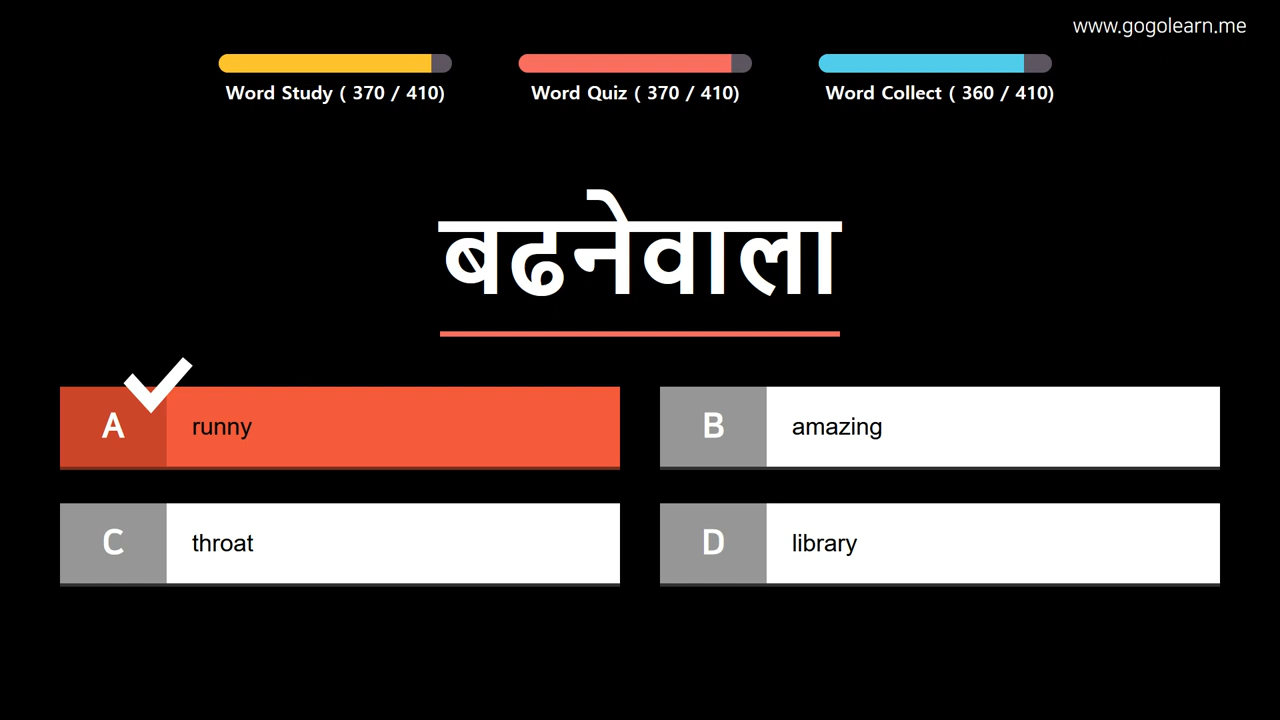 www.gogolearn.me
Word Study ( 370 / 410)
Word Quiz ( 370 / 410)
Word Collect ( 360 / 410)
बढनेवाला
A runny
B amazing
C throat
D library